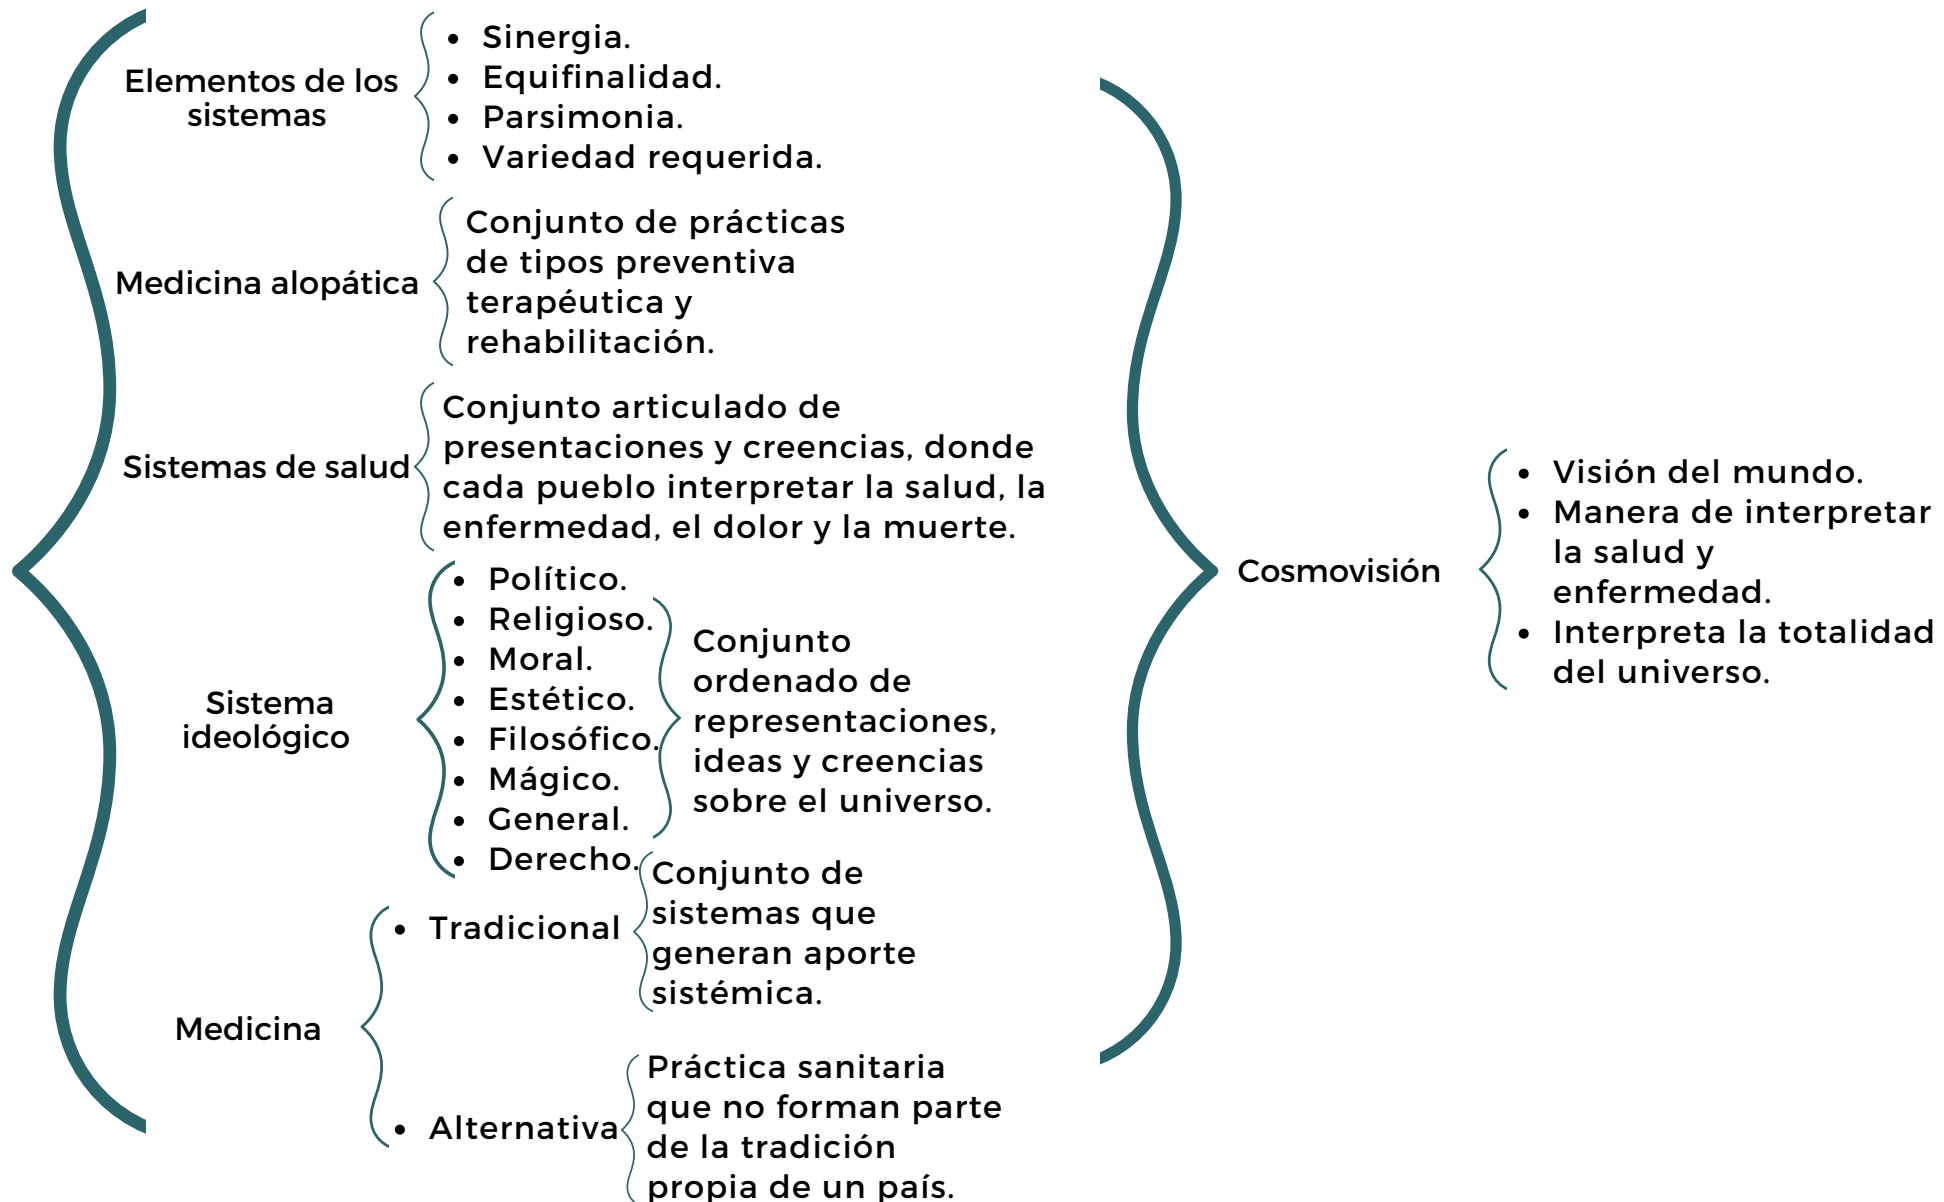 Elementos de los
sistemas
• Sinergia.
• Equifinalidad.
• Parsimonia.
• Variedad requerida.
Medicina alopática
Conjunto de prácticas
de tipos preventiva
terapéutica y
rehabilitación.
Sistemas de salud
Conjunto articulado de
presentaciones y creencias, donde
cada pueblo interpretar la salud, la
enfermedad, el dolor y la muerte.
Sistema
ideológico
• Político.
• Religioso.
• Moral.
• Estético.
• Filosófico.
• Mágico.
• General.
• Derecho.
Conjunto
ordenado de
representaciones,
ideas y creencias
sobre el universo.
Medicina
• Tradicional
Conjunto de
sistemas que
generan aporte
sistémica.
• Alternativa
Práctica sanitaria
que no forman parte
de la tradición
propia de un país.
Cosmovisión
• Visión del mundo.
• Manera de interpretar
la salud y
enfermedad.
• Interpreta la totalidad
del universo.